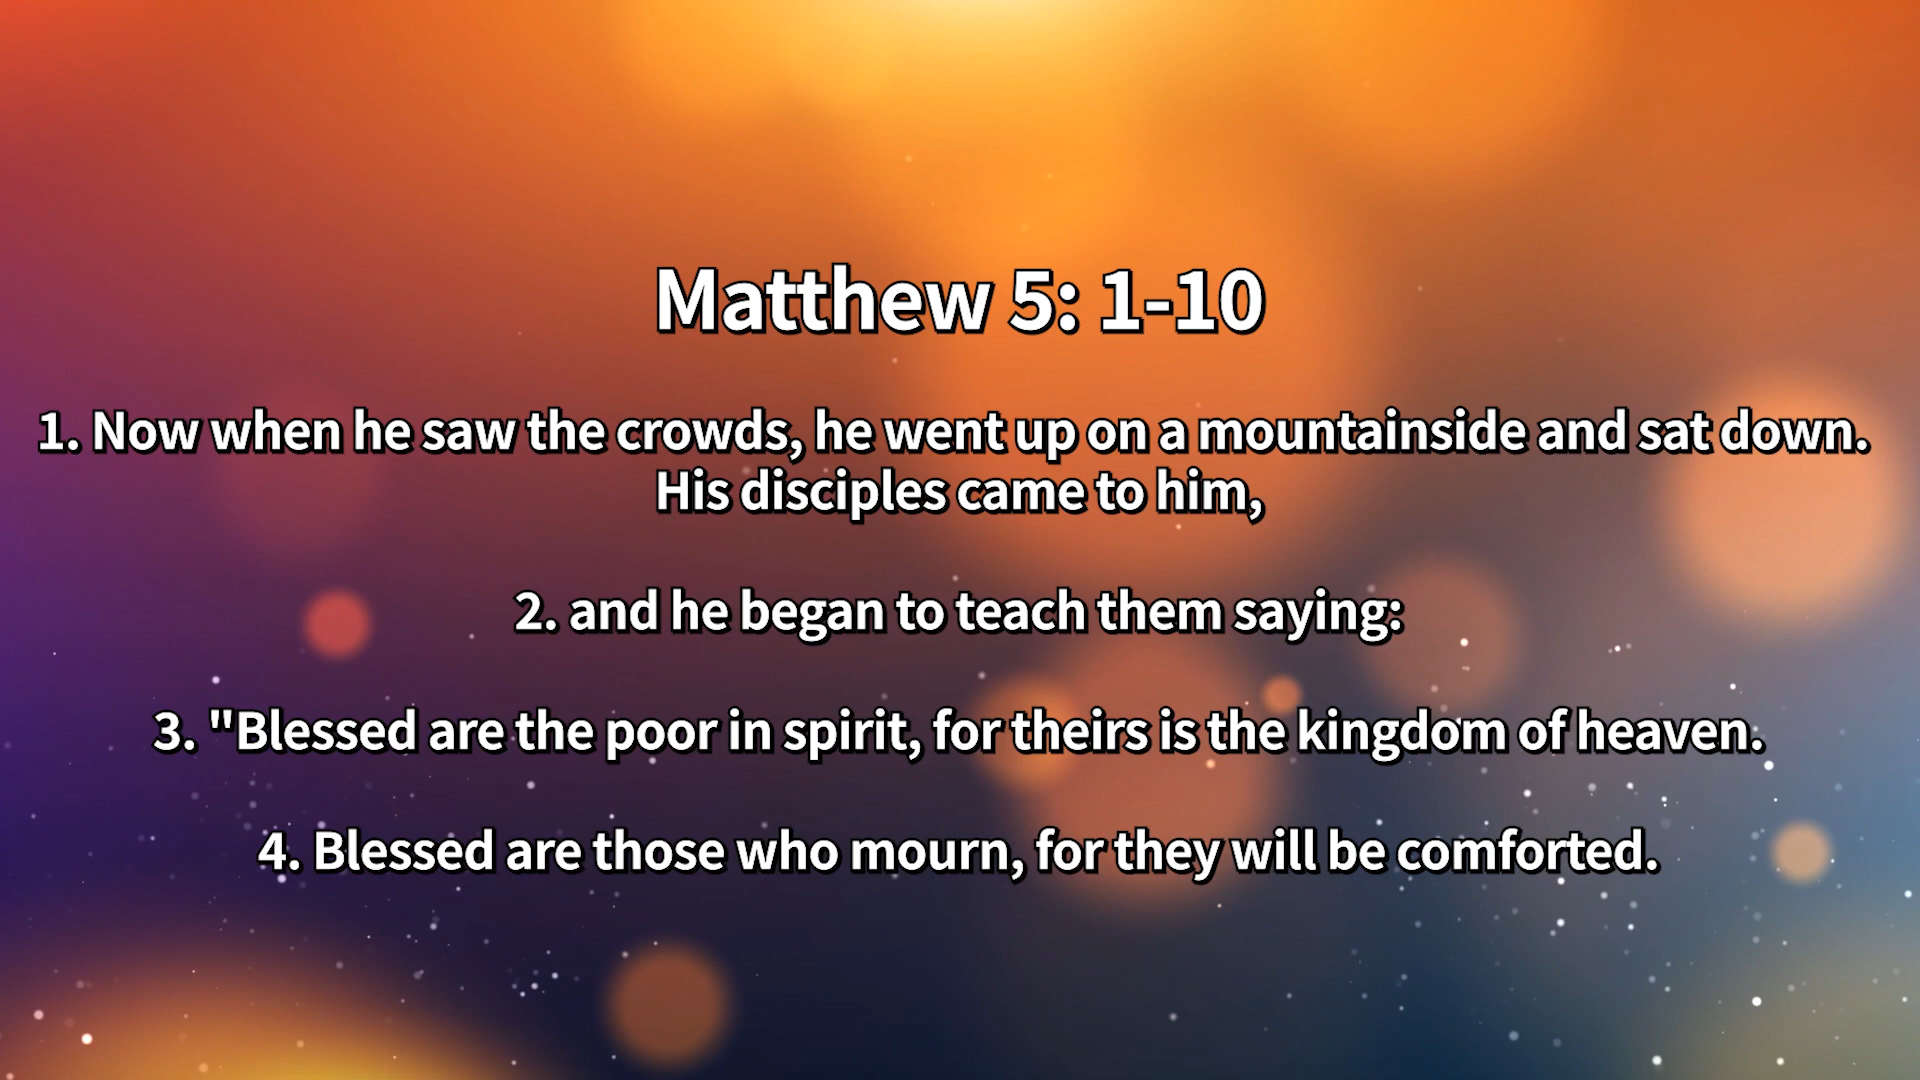 Matthew 5: 1-10
1. Now when he saw the crowds, he went up on a mountainside and sat down.
His disciples came to him,
2. and he began to teach them saying:
3. "Blessed are the poor in spirit, for theirs is the kingdom of heaven.
4. Blessed are those who mourn, for they will be comforted.